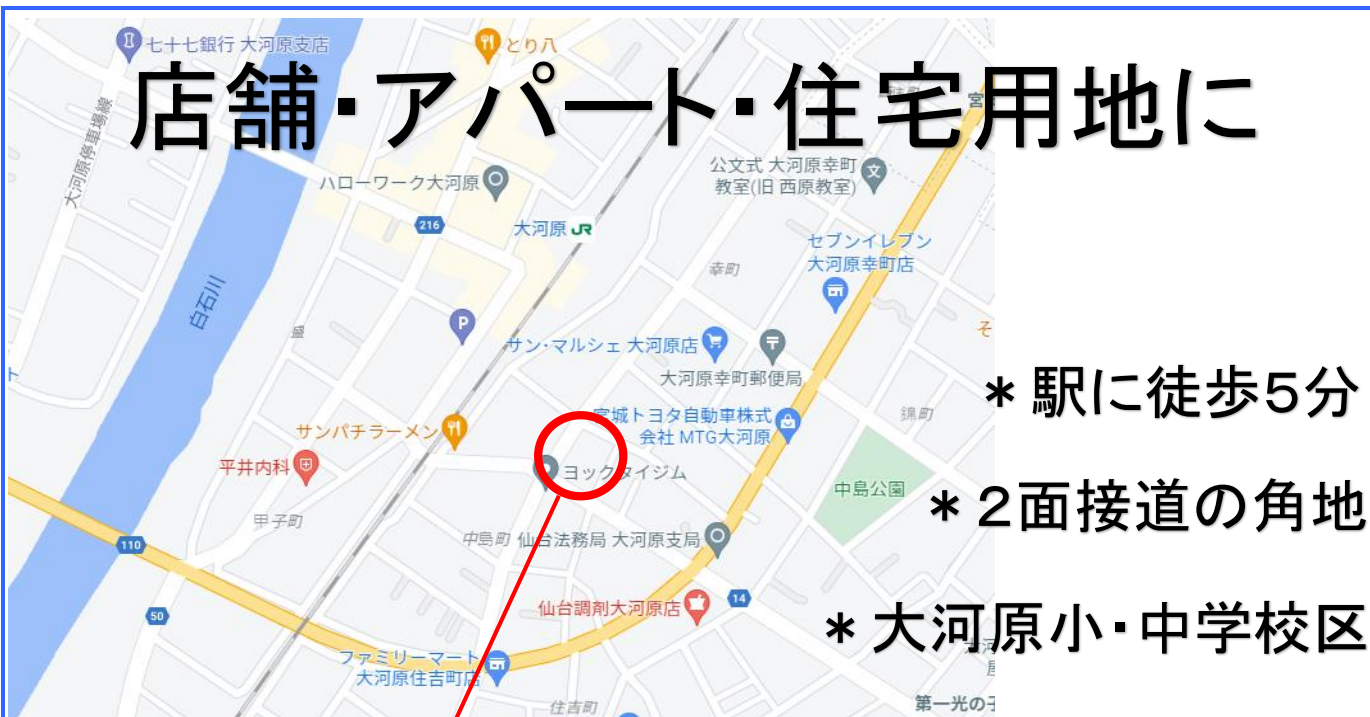 七十七銀行 大河原支店
とり八
店舗・アパート・住宅用地に
大河原停車場線
公文式 大河原幸町
教室(旧 西原教室)
ハローワーク大河原
216
大河原 JR
セブンイレブン
大河原幸町店
幸町
白石川
盛
P
サン・マルシェ 大河原店
大河原幸町郵便局
＊駅に徒歩5分
宮城トヨタ自動車株式
会社 MTG大河原
錦町
サンパチラーメン
平井内科
ヨックタイジム
中島公園
＊2面接道の角地
甲子町
中島町
仙台法務局 大河原支局
110
50
仙台調剤大河原店
14
＊大河原小・中学校区
ファミリーマート
大河原住吉町店
住吉町
第一光の子